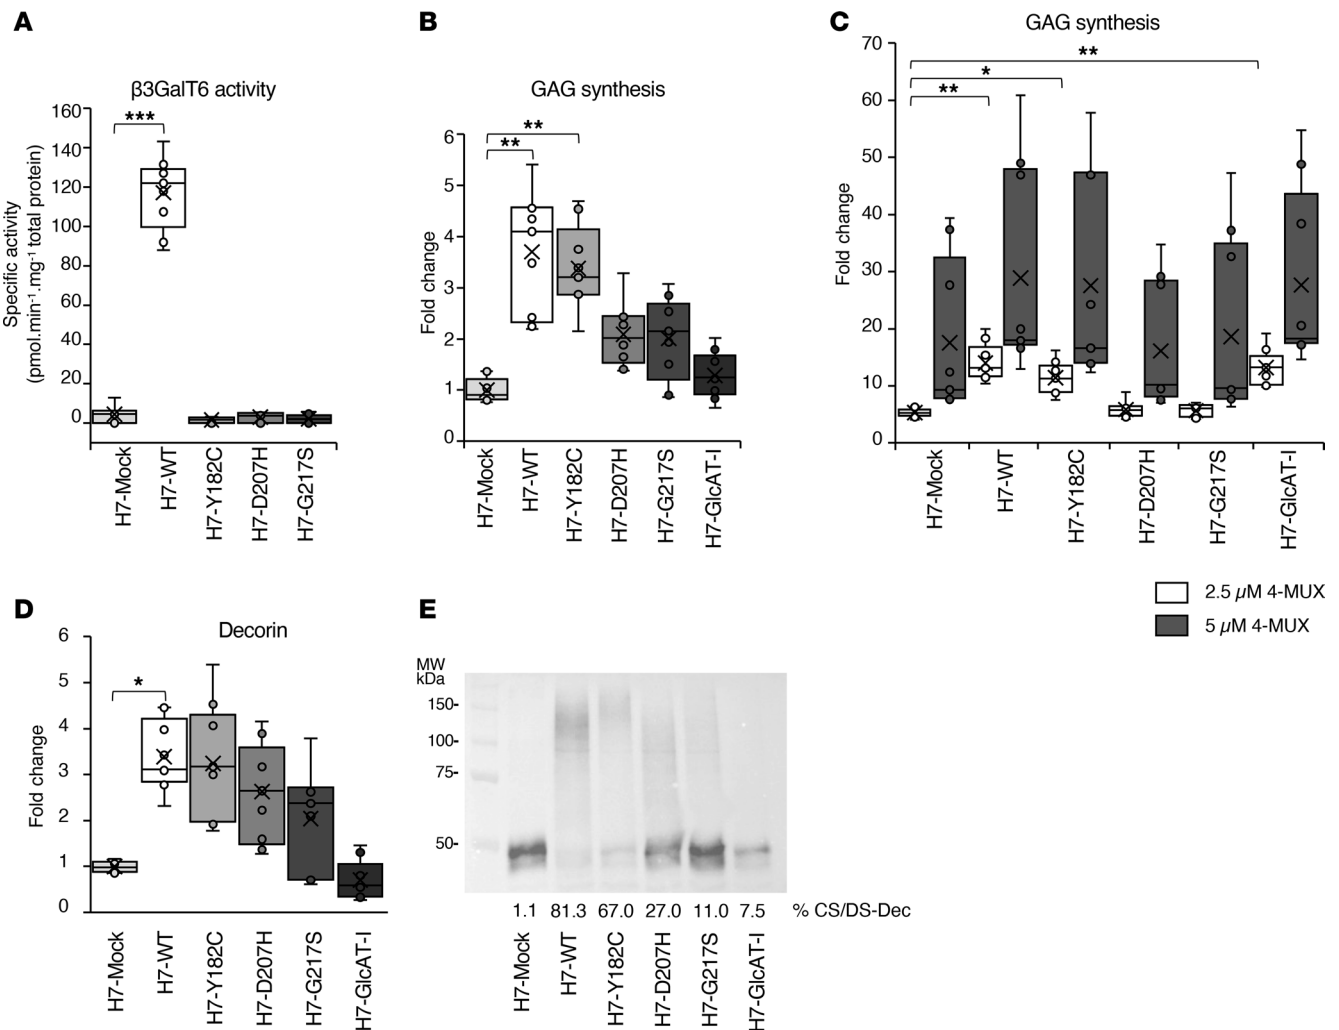 A
β3GalT6 activity
Specific activity
(pmol.min⁻¹.mg⁻¹ total protein)
160
140
120
100
80
60
40
20
0
***
H7-Mock
H7-WT
H7-Y182C
H7-D207H
H7-G217S
B
GAG synthesis
Fold change
6
5
4
3
2
1
0
**
**
H7-Mock
H7-WT
H7-Y182C
H7-D207H
H7-G217S
H7-GlcAT-I
C
GAG synthesis
Fold change
70
60
50
40
30
20
10
0
**
*
**
H7-Mock
H7-WT
H7-Y182C
H7-D207H
H7-G217S
H7-GlcAT-I
2.5 µM 4-MUX
5 µM 4-MUX
D
Decorin
Fold change
6
5
4
3
2
1
0
*
H7-Mock
H7-WT
H7-Y182C
H7-D207H
H7-G217S
H7-GlcAT-I
E
MW
kDa
150-
100-
75-
50-
1.1 81.3 67.0 27.0 11.0 7.5 % CS/DS-Dec
H7-Mock
H7-WT
H7-Y182C
H7-D207H
H7-G217S
H7-GlcAT-I